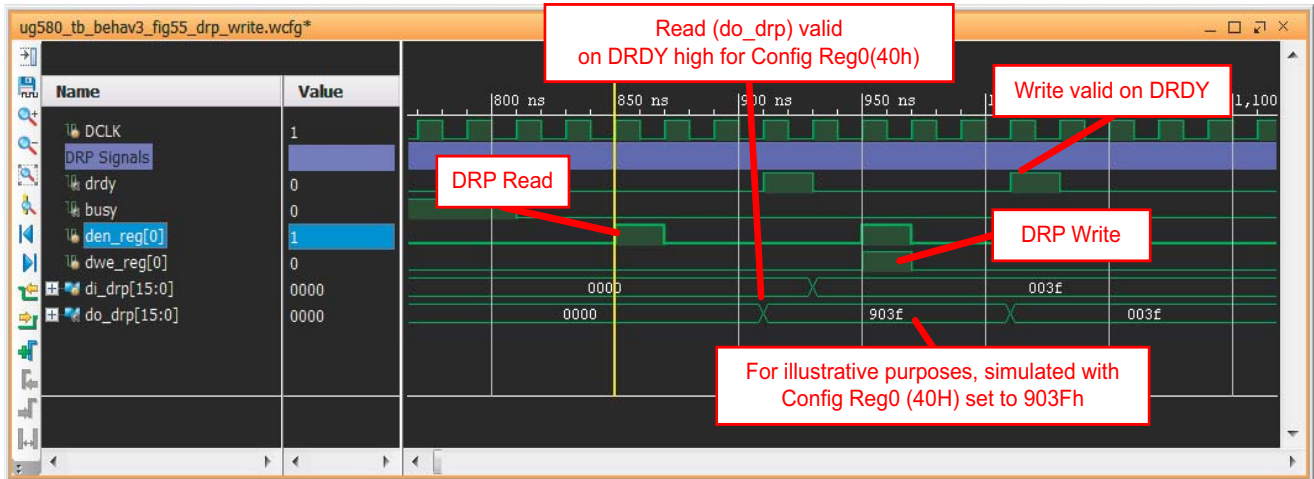 ug580_tb_behav3_fig55_drp_write.wcfg*
Read (do_drp) valid
on DRDY high for Config Reg0(40h)
Write valid on DRDY
Name Value
800 ns 850 ns 950 ns 1,100
DCLK 1
DRP Signals
drdy 0
DRP Read
busy 0
den_reg[0] 1
DRP Write
dwe_reg[0] 0
di_drp[15:0] 0000 0000 003f
do_drp[15:0] 0000 0000 903f 003f
For illustrative purposes, simulated with
Config Reg0 (40H) set to 903Fh